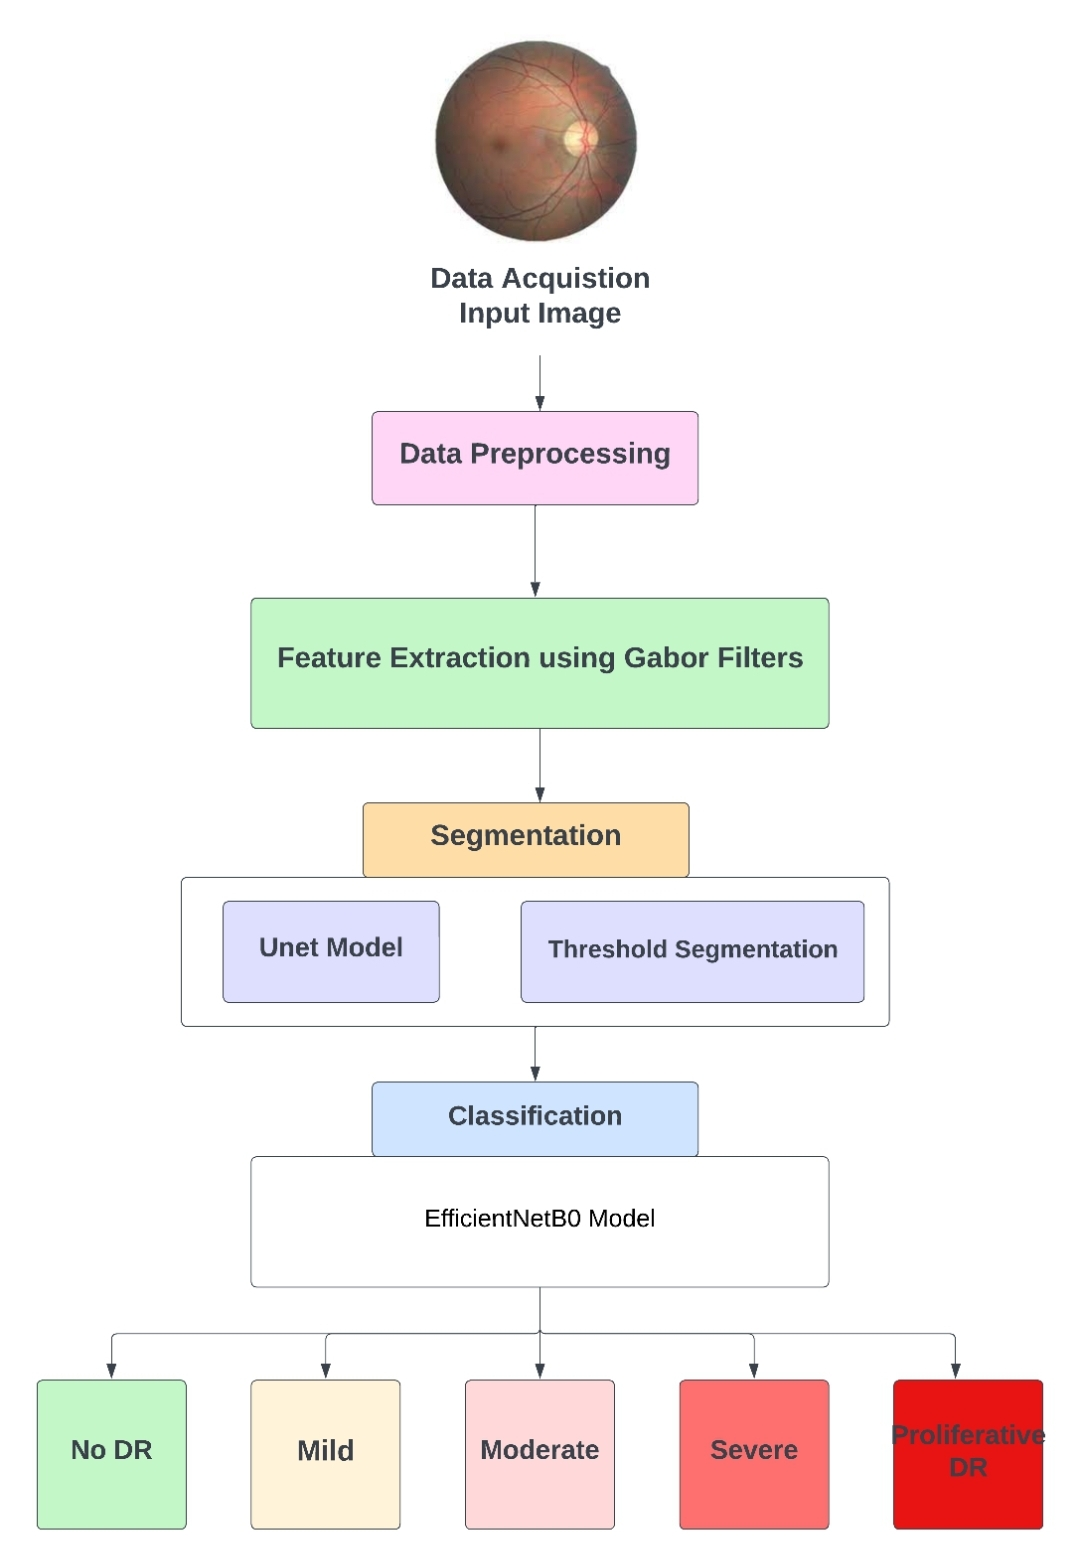 Data Acquistion
Input Image
Data Preprocessing
Feature Extraction using Gabor Filters
Segmentation
Unet Model
Threshold Segmentation
Classification
EfficientNetB0 Model
No DR
Mild
Moderate
Severe
Proliferative
DR